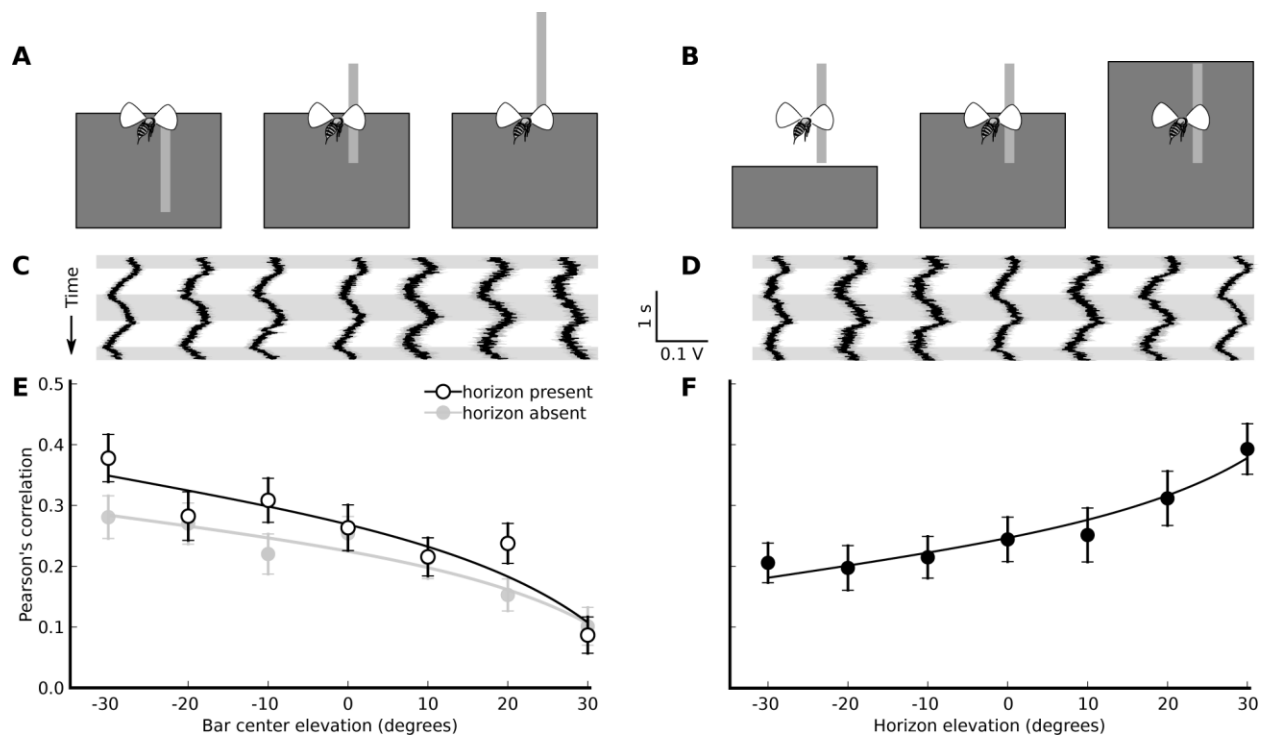 A
B
C
Time
D
1 s
0.1 V
E
horizon present
horizon absent
F
Pearson's correlation
0.5
0.4
0.3
0.2
0.1
0.0
-30 -20 -10 0 10 20 30
Bar center elevation (degrees)
-30 -20 -10 0 10 20 30
Horizon elevation (degrees)